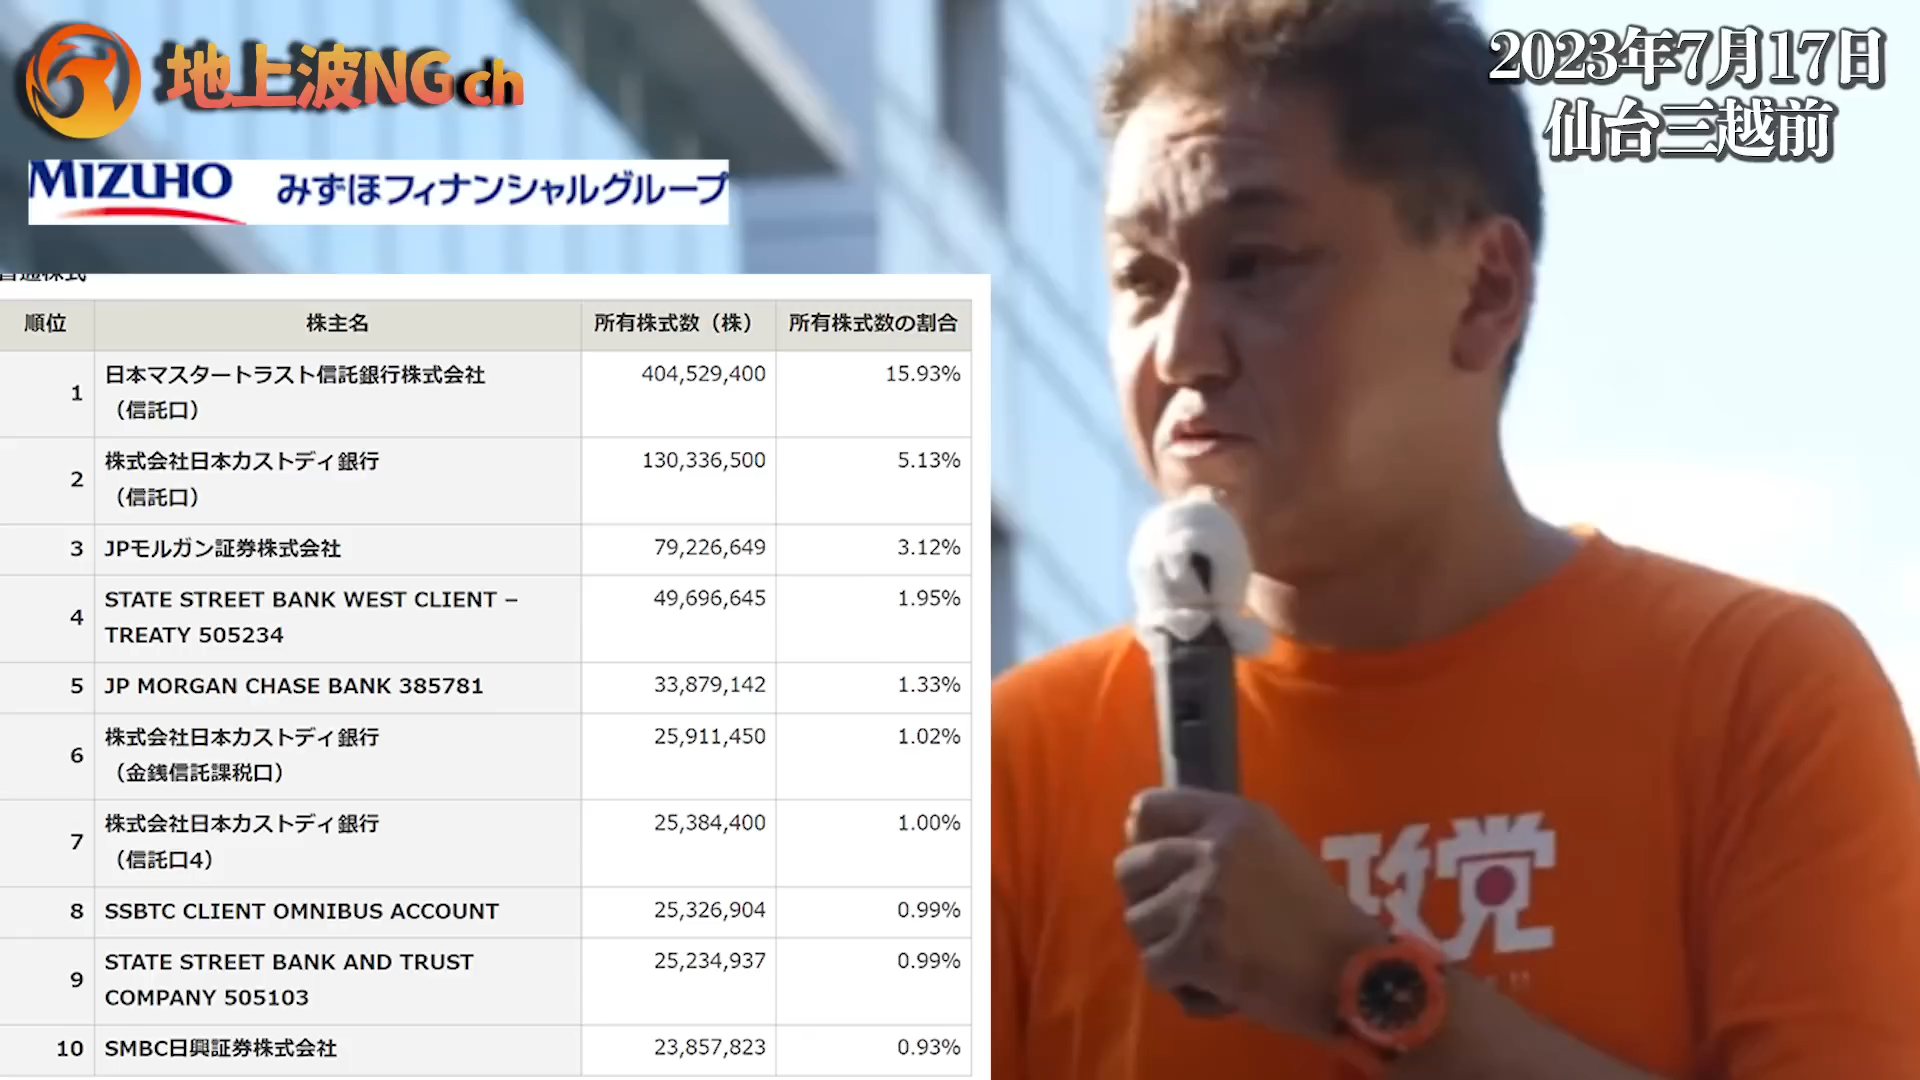 地上波NGch
2023年7月17日
仙台三越前
MIZUHO みずほフィナンシャルグループ
普通株式
順位 株主名 所有株式数（株） 所有株式数の割合
1 日本マスタートラスト信託銀行株式会社
（信託口） 404,529,400 15.93%
2 株式会社日本カストディ銀行
（信託口） 130,336,500 5.13%
3 JPモルガン証券株式会社 79,226,649 3.12%
4 STATE STREET BANK WEST CLIENT –
TREATY 505234 49,696,645 1.95%
5 JP MORGAN CHASE BANK 385781 33,879,142 1.33%
6 株式会社日本カストディ銀行
（金銭信託課税口） 25,911,450 1.02%
7 株式会社日本カストディ銀行
（信託口4） 25,384,400 1.00%
8 SSBTC CLIENT OMNIBUS ACCOUNT 25,326,904 0.99%
9 STATE STREET BANK AND TRUST
COMPANY 505103 25,234,937 0.99%
10 SMBC日興証券株式会社 23,857,823 0.93%
政党